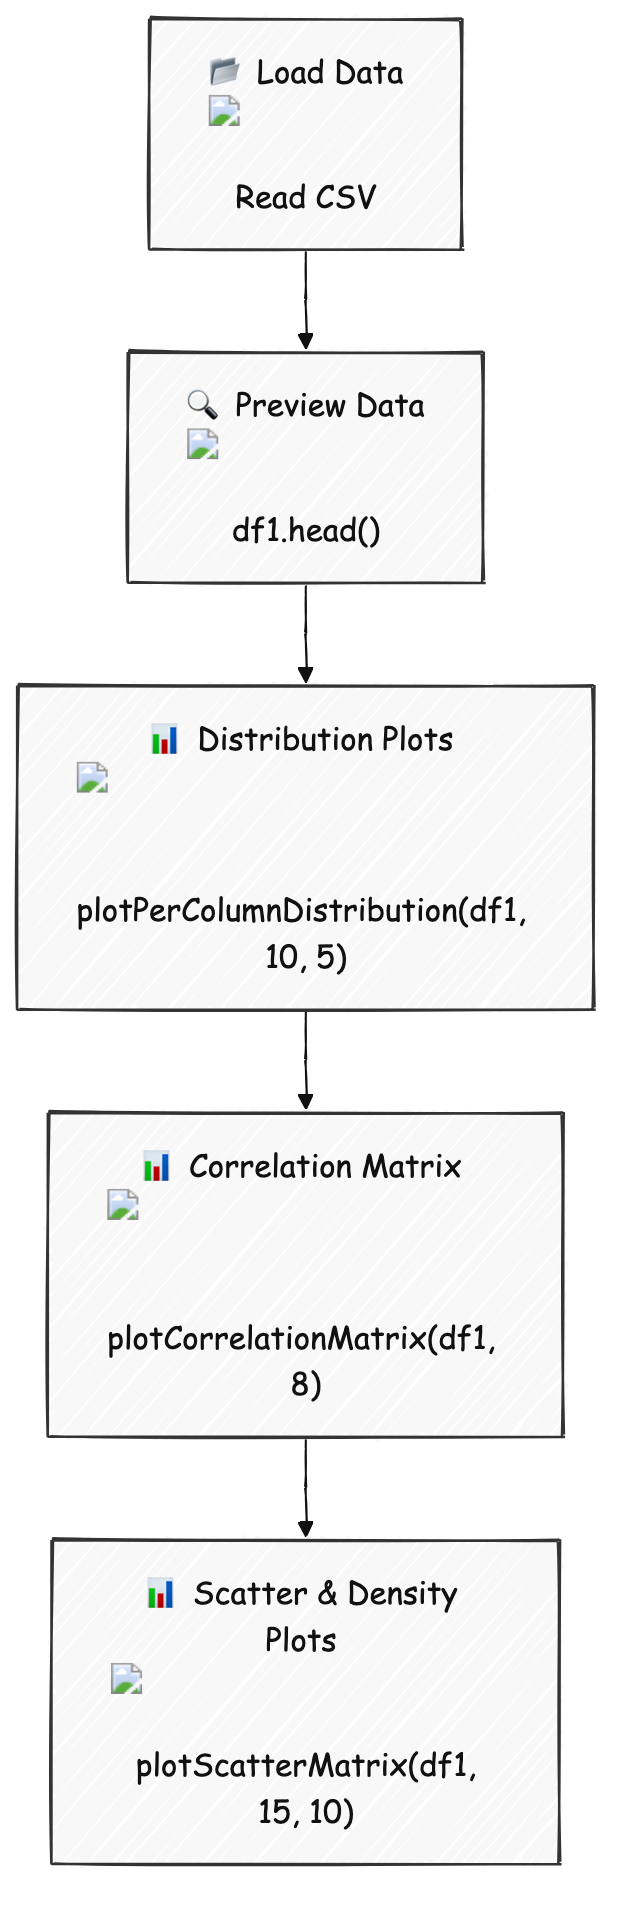 Load Data
Read CSV
Preview Data
df1.head()
Distribution Plots
plotPerColumnDistribution(df1,
10, 5)
Correlation Matrix
plotCorrelationMatrix(df1,
8)
Scatter & Density
Plots
plotScatterMatrix(df1,
15, 10)